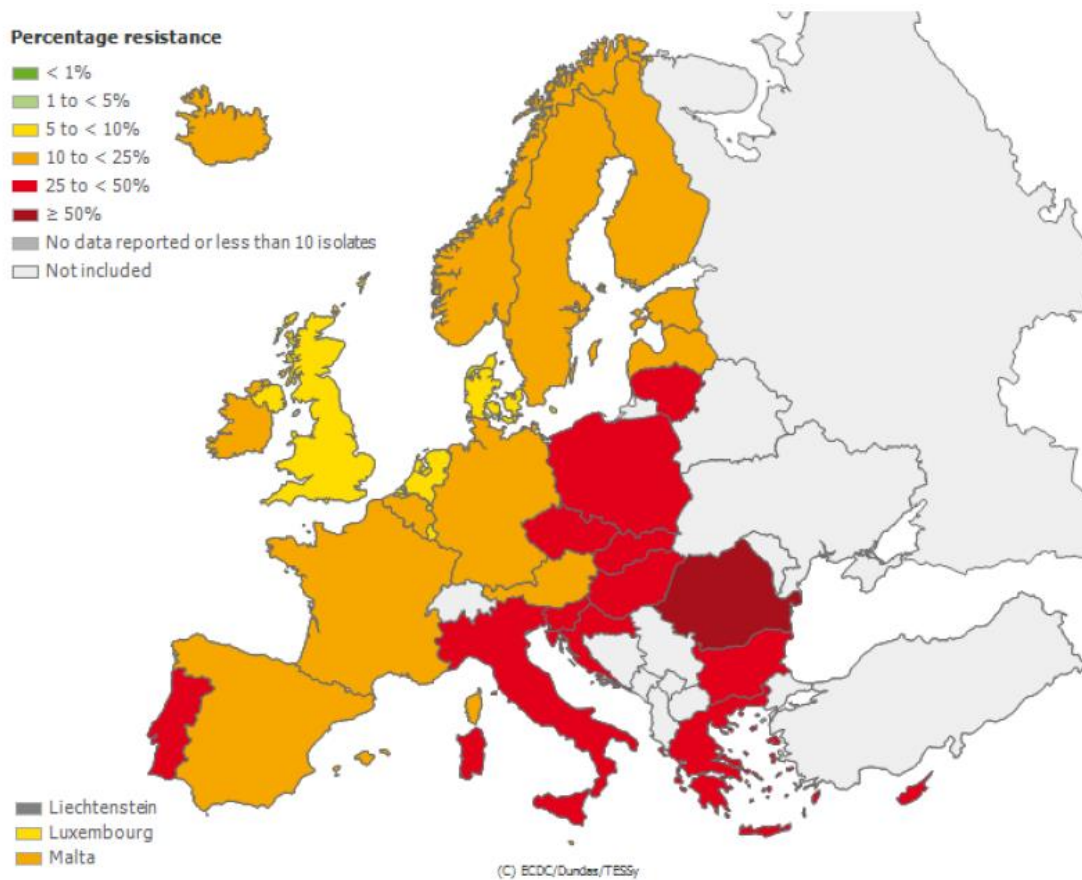 Percentage resistance
< 1%
1 to < 5%
5 to < 10%
10 to < 25%
25 to < 50%
≥ 50%
No data reported or less than 10 isolates
Not included
Liechtenstein
Luxembourg
Malta
(C) ECDC/Dundas/TESSy